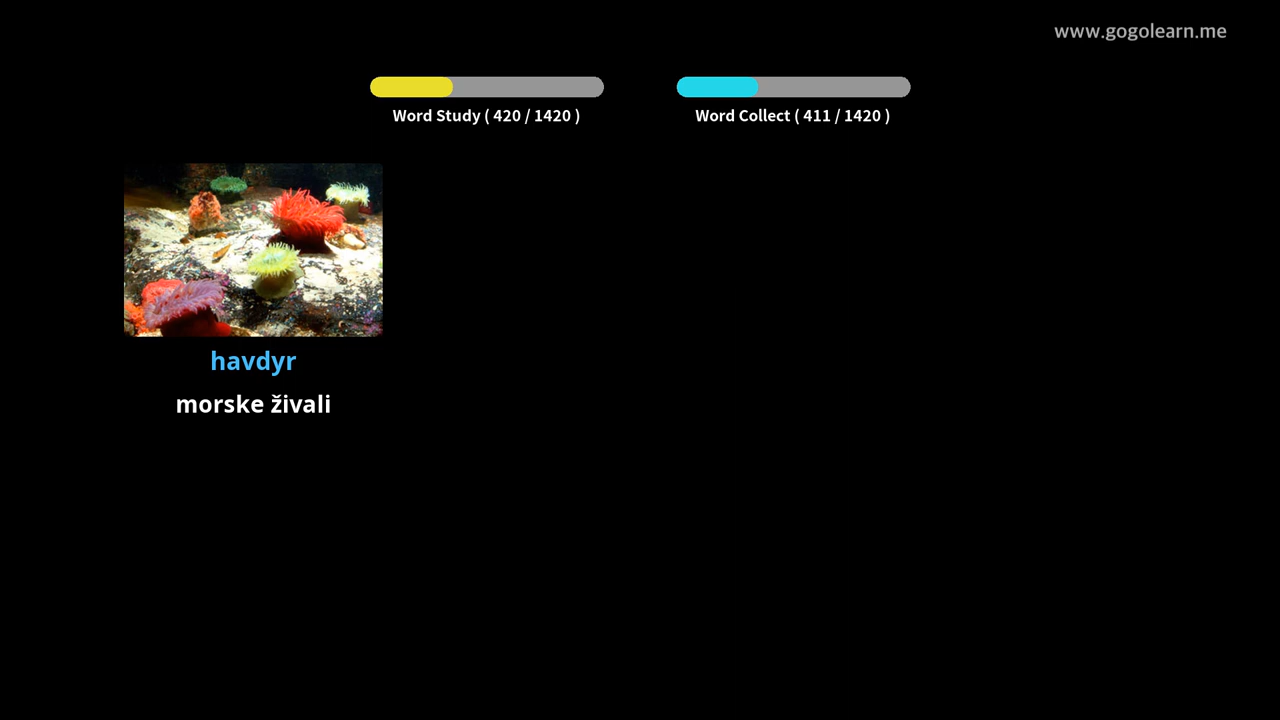 www.gogolearn.me
Word Study ( 420 / 1420 )
Word Collect ( 411 / 1420 )
havdyr
morske živali